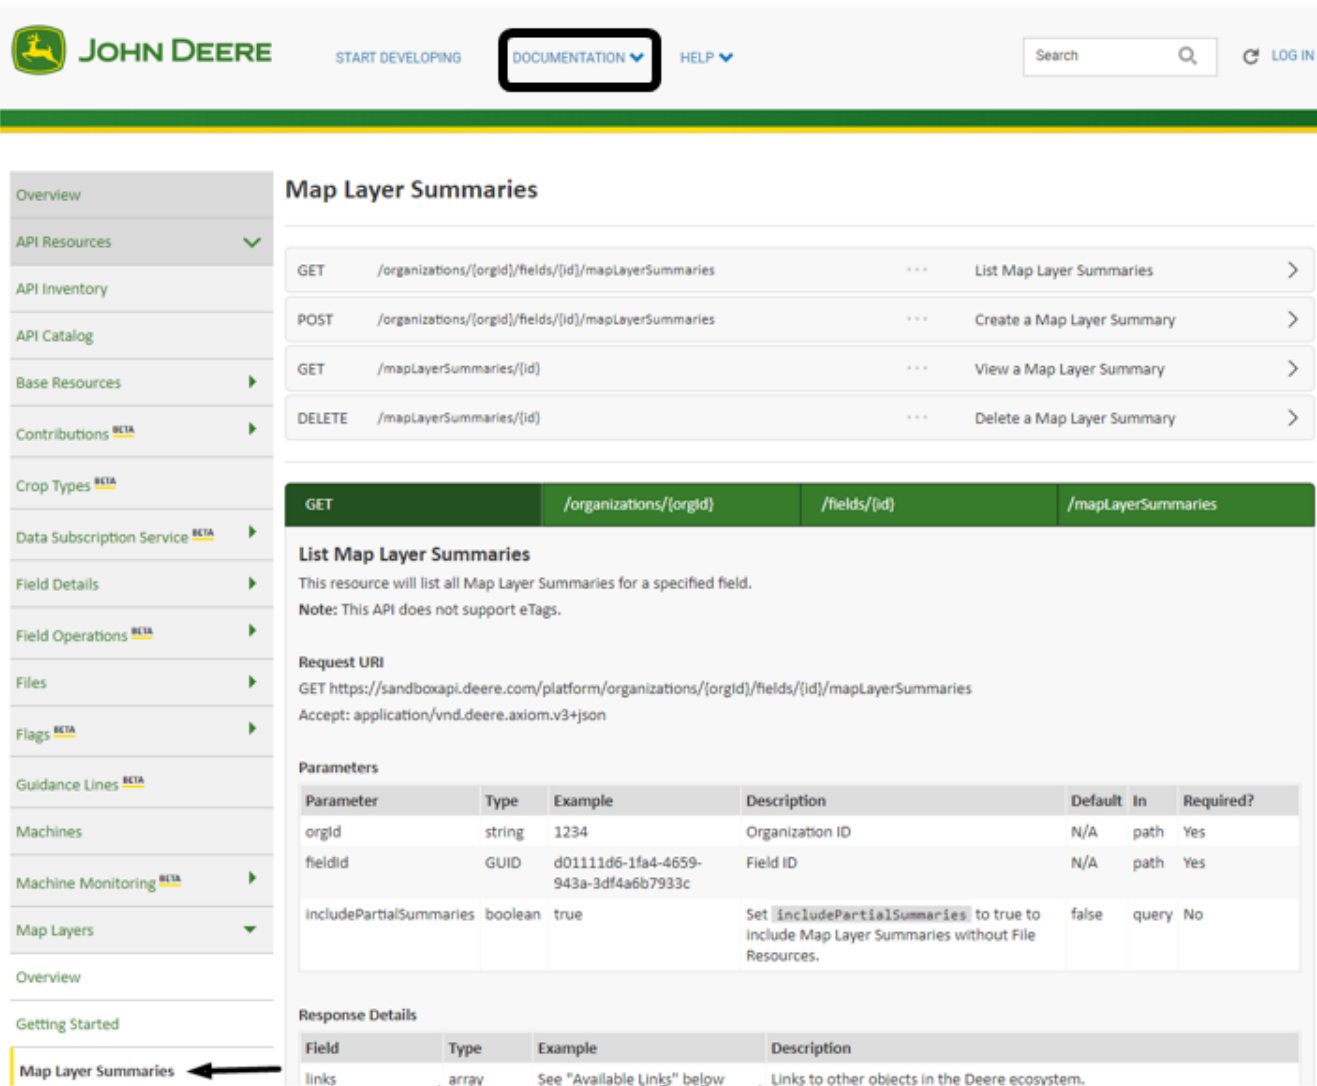 JOHN DEERE
START DEVELOPING
DOCUMENTATION
HELP
Search
LOG IN
Overview
API Resources
API Inventory
API Catalog
Base Resources
Contributions BETA
Crop Types BETA
Data Subscription Service BETA
Field Details
Field Operations BETA
Files
Flags BETA
Guidance Lines BETA
Machines
Machine Monitoring BETA
Map Layers
Overview
Getting Started
Map Layer Summaries
Map Layer Summaries
GET /organizations/{orgId}/fields/{id}/mapLayerSummaries ... List Map Layer Summaries
POST /organizations/{orgId}/fields/{id}/mapLayerSummaries ... Create a Map Layer Summary
GET /mapLayerSummaries/{id} ... View a Map Layer Summary
DELETE /mapLayerSummaries/{id} ... Delete a Map Layer Summary
GET /organizations/{orgId} /fields/{id} /mapLayerSummaries
List Map Layer Summaries
This resource will list all Map Layer Summaries for a specified field.
Note: This API does not support eTags.
Request URI
GET https://sandboxapi.deere.com/platform/organizations/{orgId}/fields/{id}/mapLayerSummaries
Accept: application/vnd.deere.axiom.v3+json
Parameters
Parameter Type Example Description Default In Required?
orgId string 1234 Organization ID N/A path Yes
fieldId GUID d01111d6-1fa4-4659- Field ID N/A path Yes
943a-3df4a6b7933c
includePartialSummaries boolean true Set includePartialSummaries to true to false query No
include Map Layer Summaries without File
Resources.
Response Details
Field Type Example Description
links array See "Available Links" below Links to other objects in the Deere ecosystem.